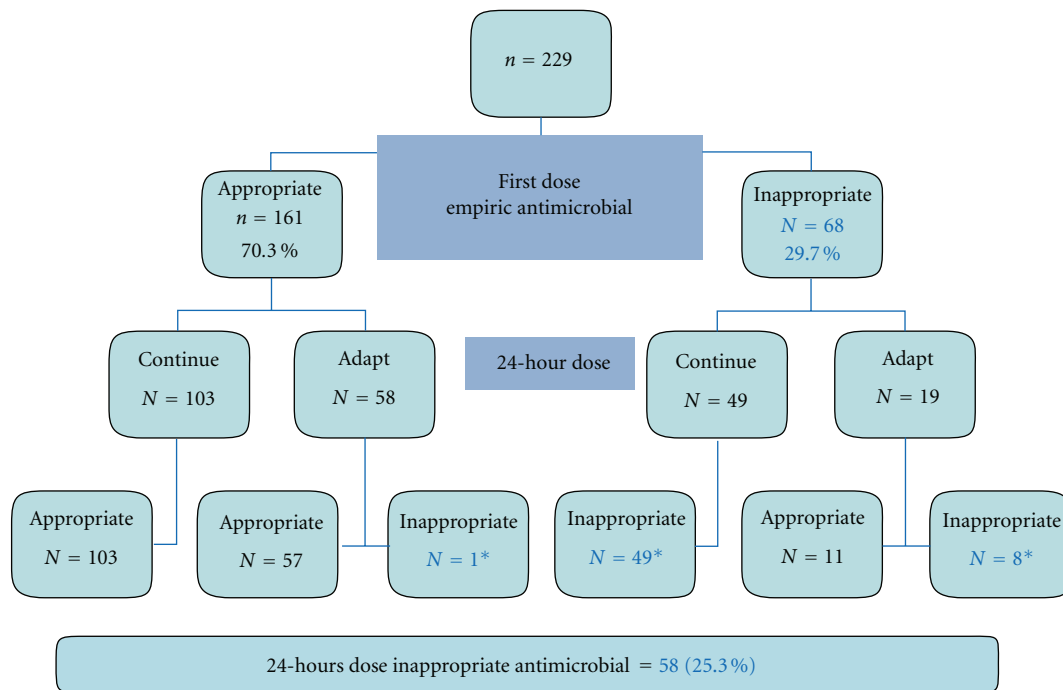 n = 229
First dose
empiric antimicrobial
Appropriate
n = 161
70.3 %
Inappropriate
N = 68
29.7 %
Continue
N = 103
Adapt
N = 58
24-hour dose
Continue
N = 49
Adapt
N = 19
Appropriate
N = 103
Appropriate
N = 57
Inappropriate
N = 1*
Inappropriate
N = 49*
Appropriate
N = 11
Inappropriate
N = 8*
24-hours dose inappropriate antimicrobial = 58 (25.3 %)